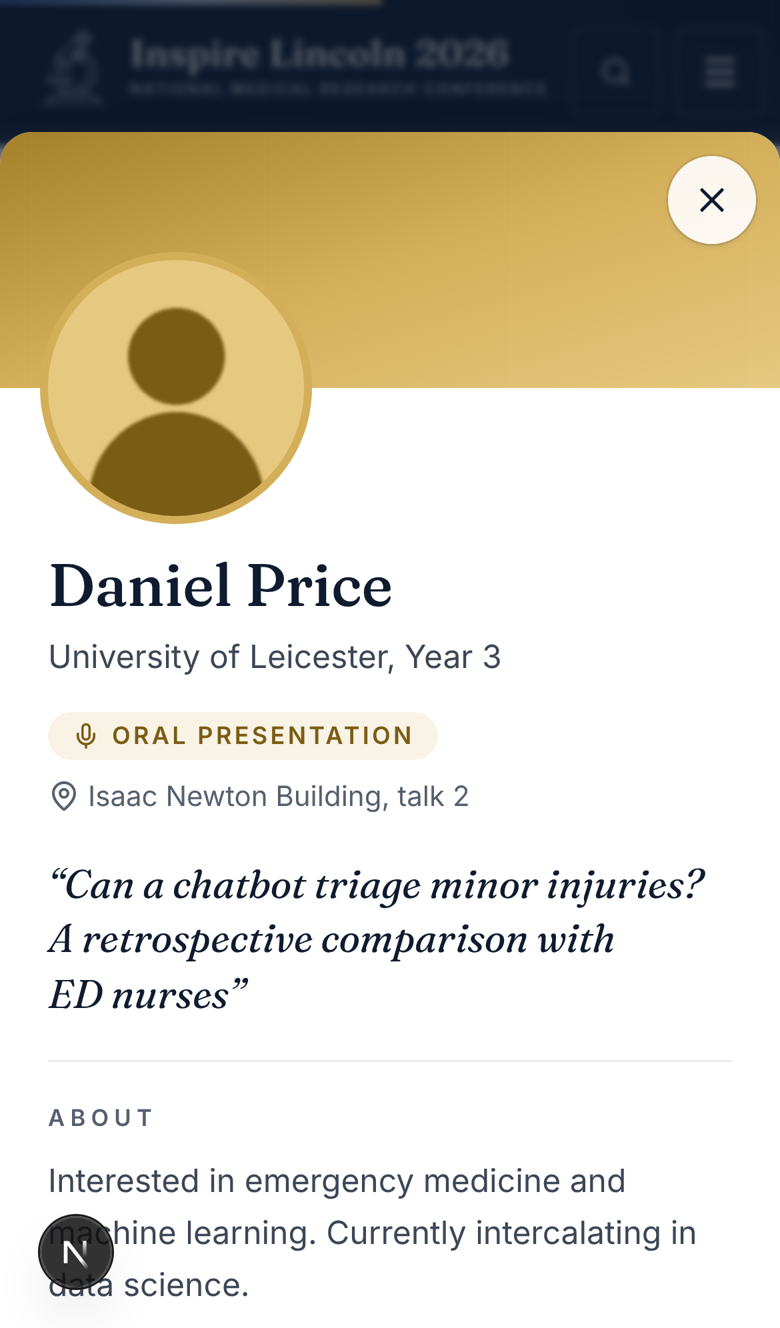 Inspire Lincoln 2026
NATIONAL MEDICAL RESEARCH CONFERENCE
Daniel Price
University of Leicester, Year 3
ORAL PRESENTATION
Isaac Newton Building, talk 2
“Can a chatbot triage minor injuries?
A retrospective comparison with
ED nurses”
ABOUT
Interested in emergency medicine and
machine learning. Currently intercalating in
N
data science.